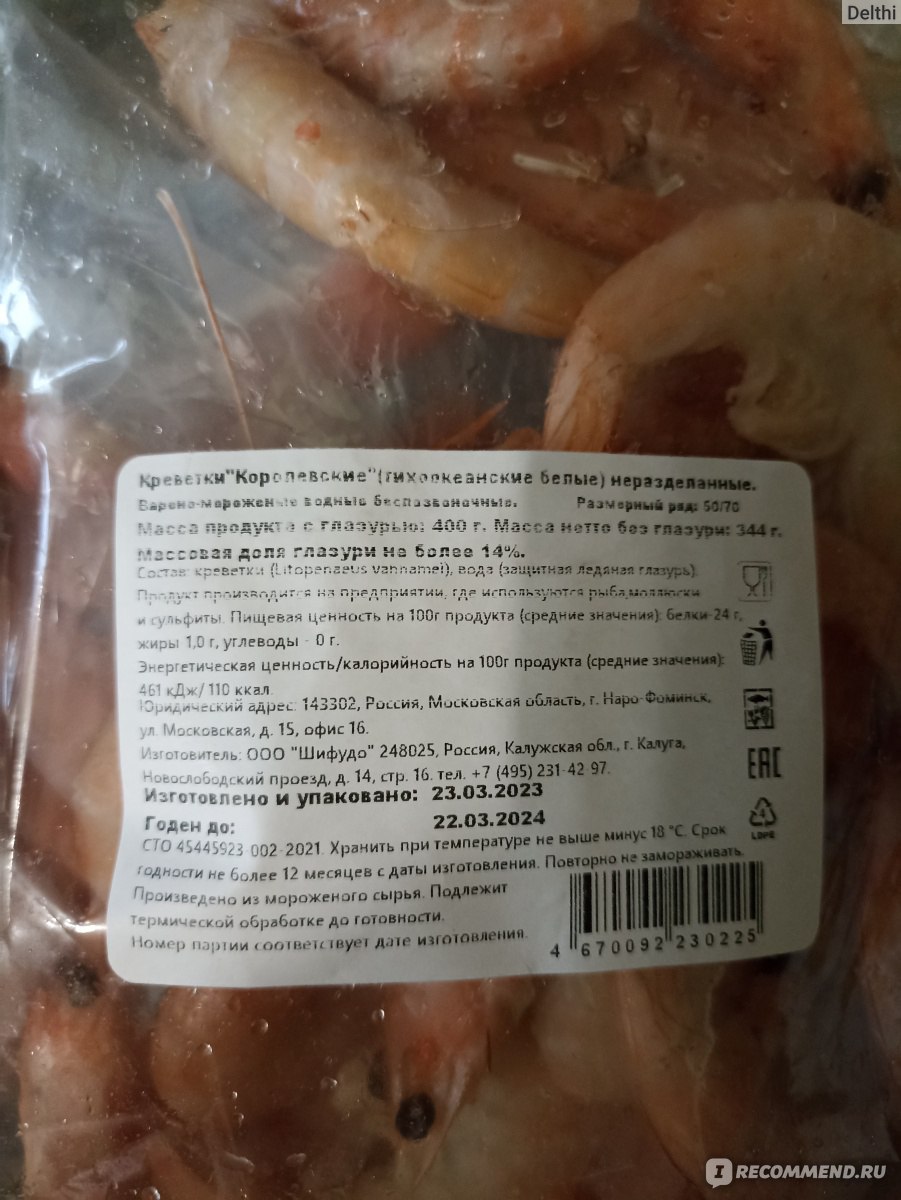 Delthi
Креветки"Королевские"(тихоокеанские белые) неразделанные.
Варено-мороженые водные беспозвоночные. Размерный ряд: 50/70
Масса продукта с глазурью: 400 г. Масса нетто без глазури: 344 г.
Массовая доля глазури не более 14%.
Состав: креветки (Litopenaeus vannamei), вода (защитная ледяная глазурь).
Продукт производится на предприятии, где используются рыба,моллюски
и сульфиты. Пищевая ценность на 100г продукта (средние значения): белки-24 г,
жиры 1,0 г, углеводы - 0 г.
Энергетическая ценность/калорийность на 100г продукта (средние значения):
461 кДж/ 110 ккал.
Юридический адрес: 143302, Россия, Московская область, г. Наро-Фоминск,
ул. Московская, д. 15, офис 16.
Изготовитель: ООО "Шифудо" 248025, Россия, Калужская обл., г. Калуга,
Новослободский проезд, д. 14, стр. 16. тел. +7 (495) 231-42-97.
Изготовлено и упаковано: 23.03.2023
Годен до: 22.03.2024
СТО 45445923-002-2021. Хранить при температуре не выше минус 18 °С. Срок
годности не более 12 месяцев с даты изготовления. Повторно не замораживать.
Произведено из мороженого сырья. Подлежит
термической обработке до готовности.
Номер партии соответствует дате изготовления.
EAC
4
LDPE
4 670092 230225
IRECOMMEND.RU